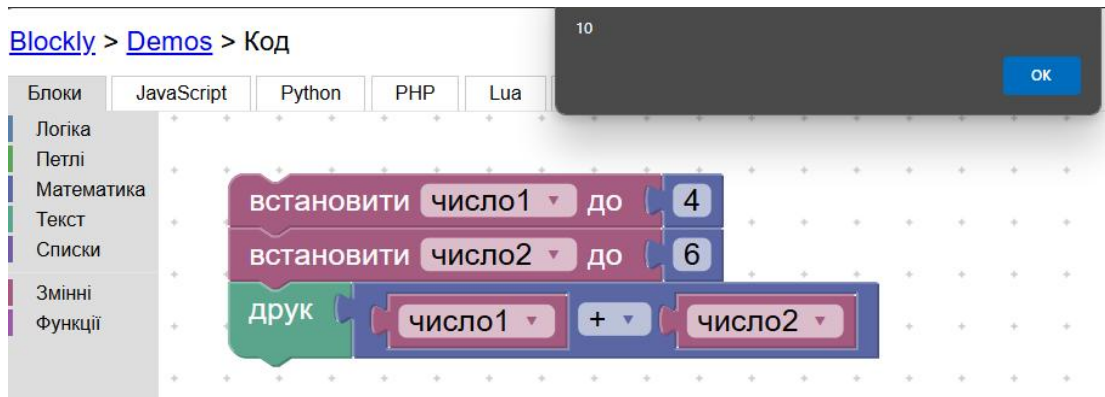 10
OK
Blockly > Demos > Код
Блоки JavaScript Python PHP Lua
Логіка
Петлі
Математика
Текст
Списки
Змінні
Функції
встановити число1 до 4
встановити число2 до 6
друк число1 + число2